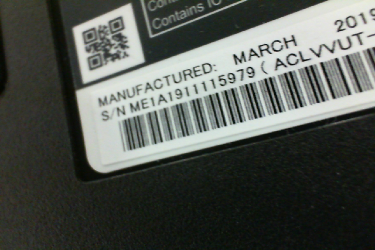 Contains IC
MANUFACTURED: MARCH 2019
S/N ME1A1911115979 ( ACLVVUT-